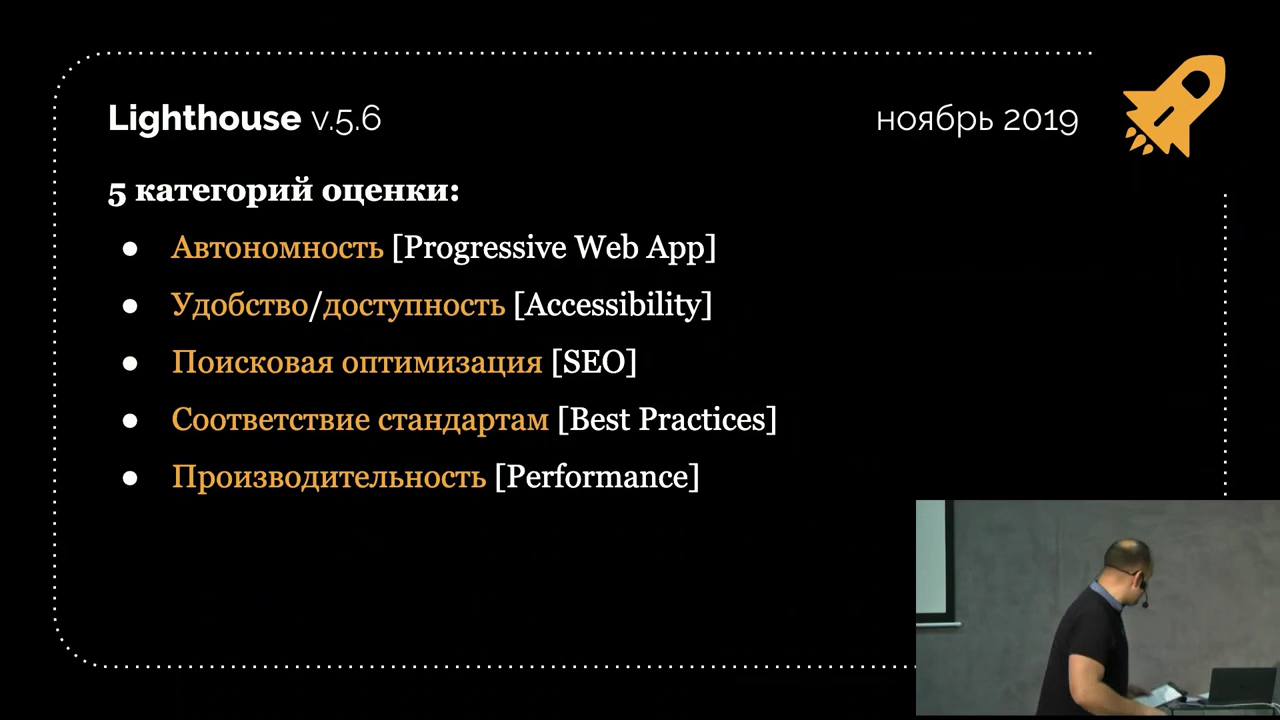 Lighthouse v.5.6
ноябрь 2019
5 категорий оценки:
● Автономность [Progressive Web App]
● Удобство/доступность [Accessibility]
● Поисковая оптимизация [SEO]
● Соответствие стандартам [Best Practices]
● Производительность [Performance]